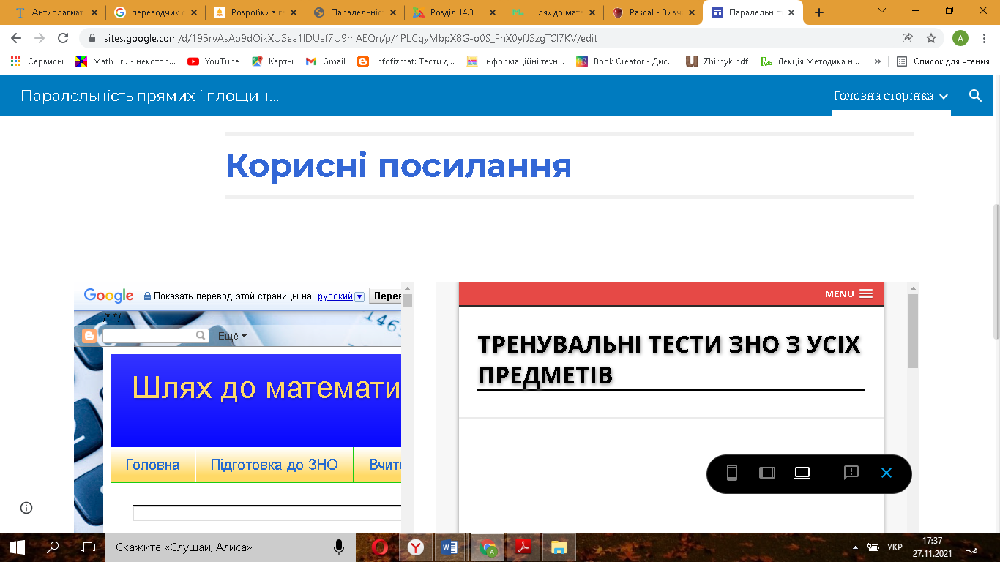 Антиплагиат
переводчик с
Розробки з г
Паралельніс
Розділ 14.3
Шлях до мате
Pascal - Вивч
Паралельніс
sites.google.com/d/195rvAsAo9dOikXU3ea1lDUaf7U9mAEQn/p/1PLCqyMbpX8G-o0S_FhX0yfJ3zgTCl7KV/edit
A
Сервисы
Math1.ru - некотор...
YouTube
Карты
Gmail
infofizmat: Тести д...
Інформаційні техн...
Book Creator - Дис...
Zbirnyk.pdf
Лекція Методика н...
»
Список для чтения
Паралельність прямих і площин...
Головна сторінка
Корисні посилання
Google Показать перевод этой страницы на русский Перев
/* */
Ещё
Шлях до математи
Головна
Підготовка до ЗНО
Вчите
MENU
ТРЕНУВАЛЬНІ ТЕСТИ ЗНО З УСІХ
ПРЕДМЕТІВ
Скажите «Слушай, Алиса»
УКР
17:37
27.11.2021